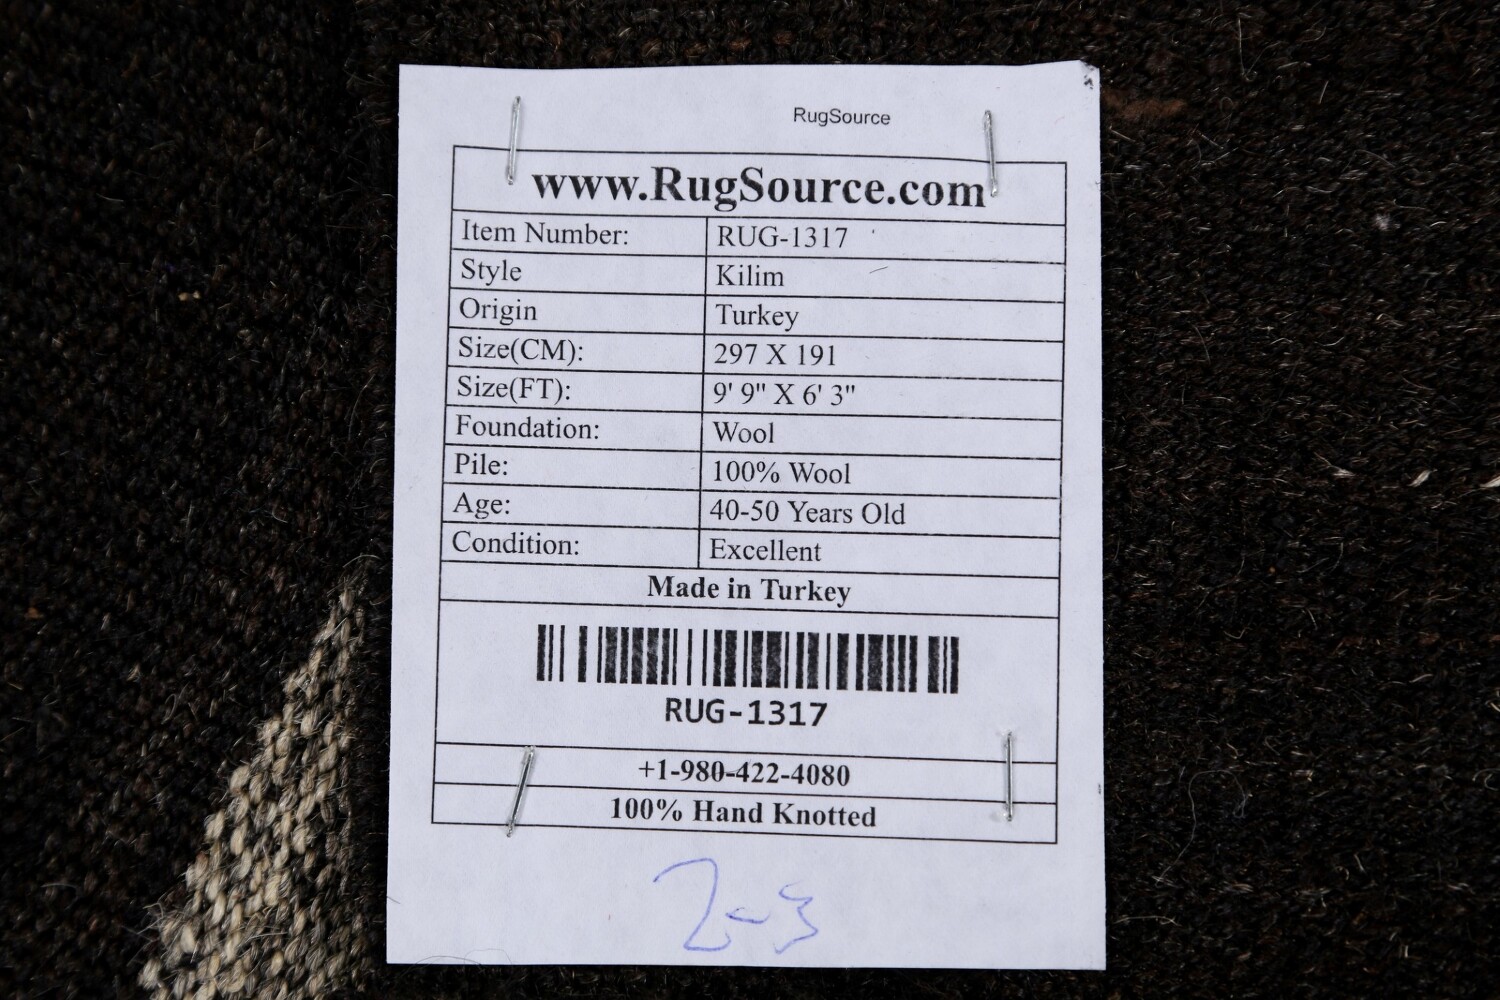 RugSource
www.RugSource.com
Item Number: RUG-1317
Style Kilim
Origin Turkey
Size(CM): 297 X 191
Size(FT): 9' 9" X 6' 3"
Foundation: Wool
Pile: 100% Wool
Age: 40-50 Years Old
Condition: Excellent
Made in Turkey
RUG-1317
+1-980-422-4080
100% Hand Knotted
2-3